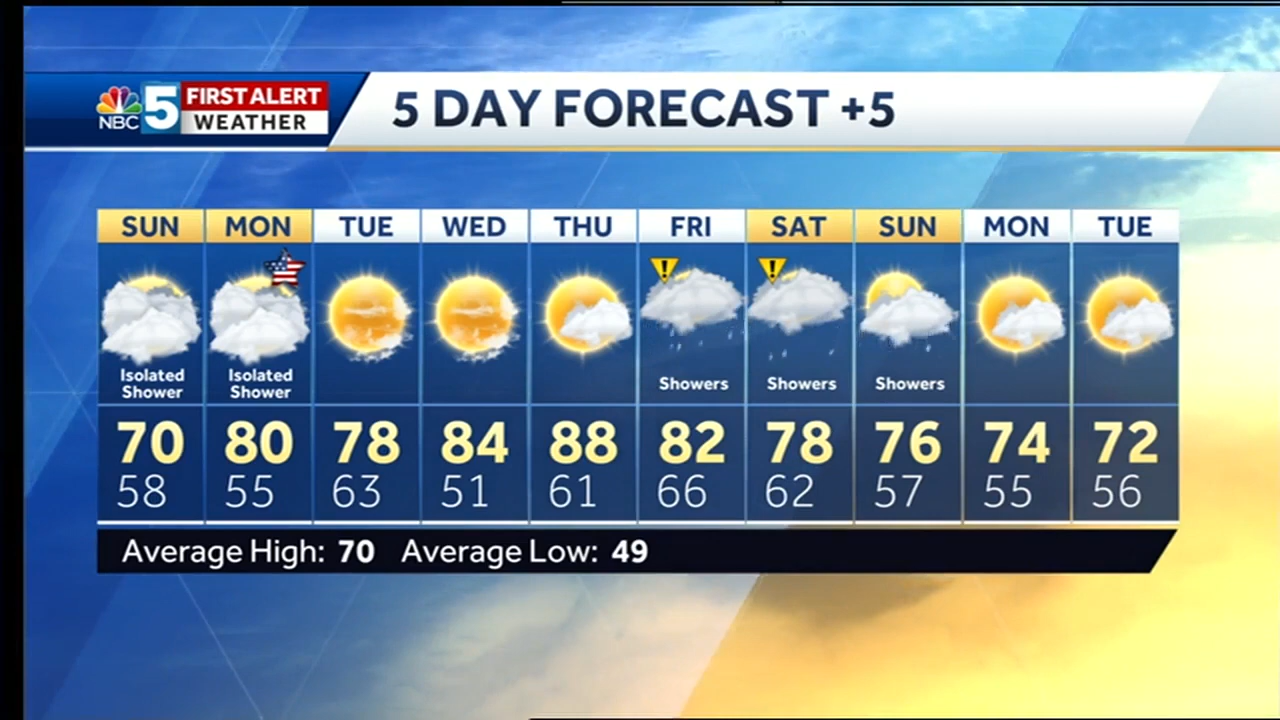 NBC 5 FIRST ALERT WEATHER
5 DAY FORECAST +5
SUN MON TUE WED THU FRI SAT SUN MON TUE
! !
Isolated Shower Isolated Shower Showers Showers Showers
70 80 78 84 88 82 78 76 74 72
58 55 63 51 61 66 62 57 55 56
Average High: 70 Average Low: 49